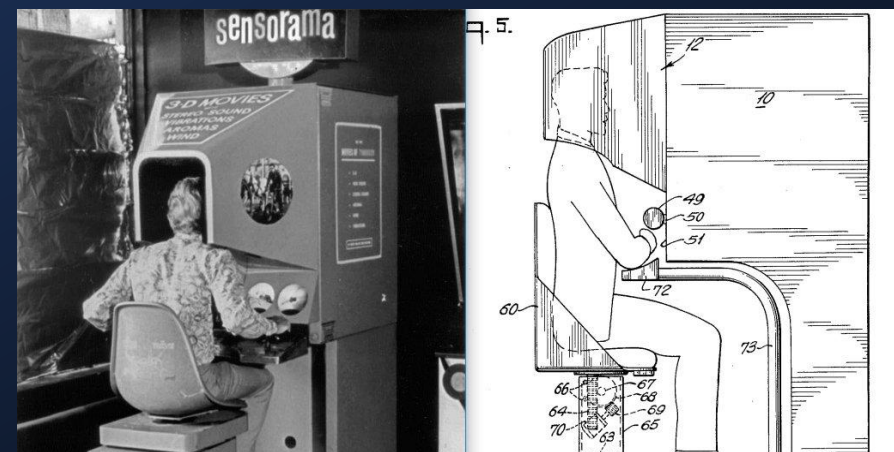 sensorama
3-D MOVIES
STEREO SOUND
VIBRATIONS
AROMAS
WIND
g. 5.
12
10
49
50
51
72
60
73
66
67
68
64
69
70
65
63